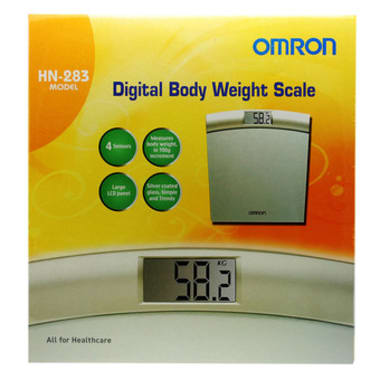 OMRON
HN-283
MODEL
Digital Body Weight Scale
4 Sensors
Measures
body weight,
in 100g
increment
58.2
OMRON
Large
LCD panel
Silver coated
glass, Simple
and Trendy
KG
58.2
All for Healthcare